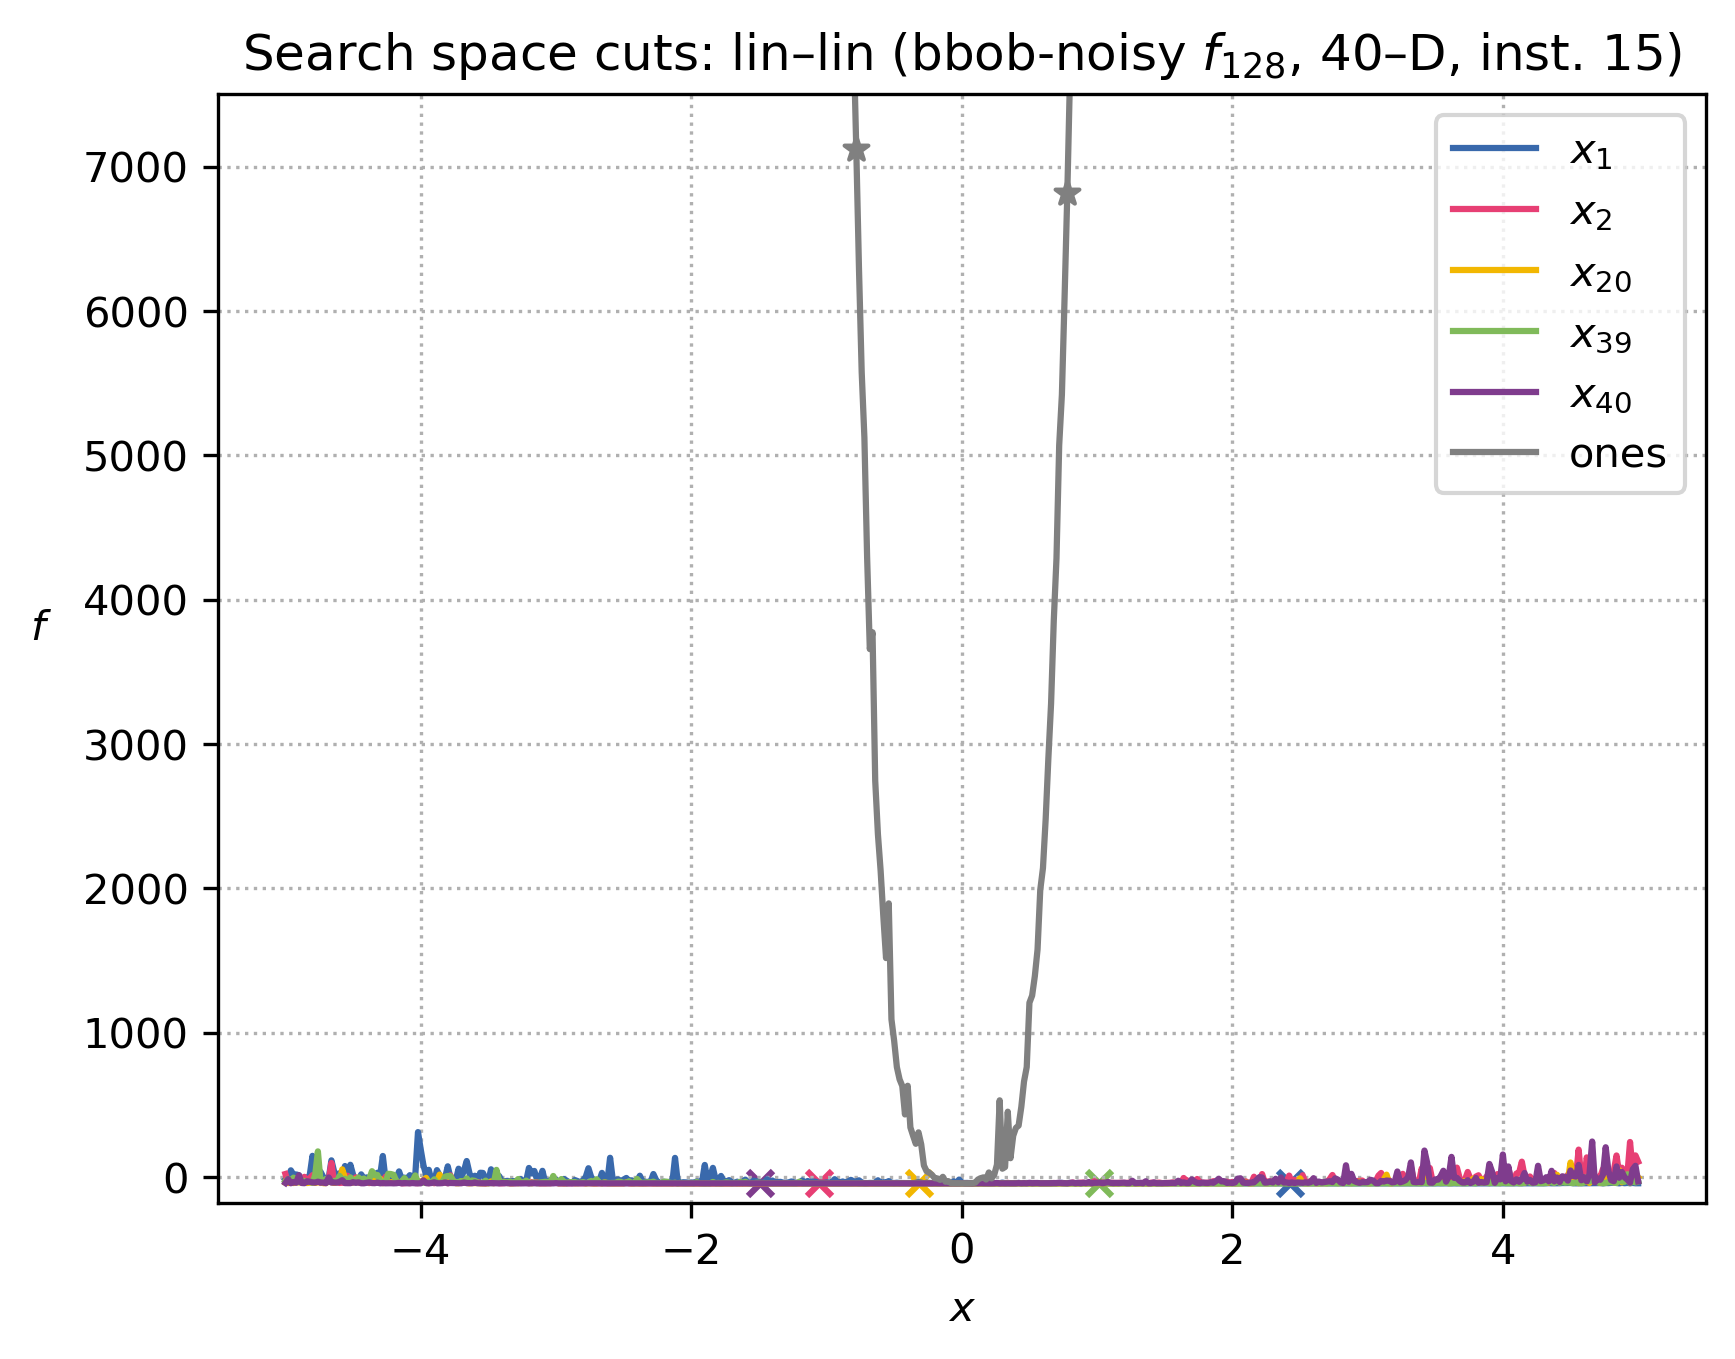 Search space cuts: lin–lin (bbob-noisy f₁₂₈, 40–D, inst. 15)
7000
6000
5000
4000
3000
2000
1000
0
f
−4
−2
0
2
4
x
x₁
x₂
x₂₀
x₃₉
x₄₀
ones